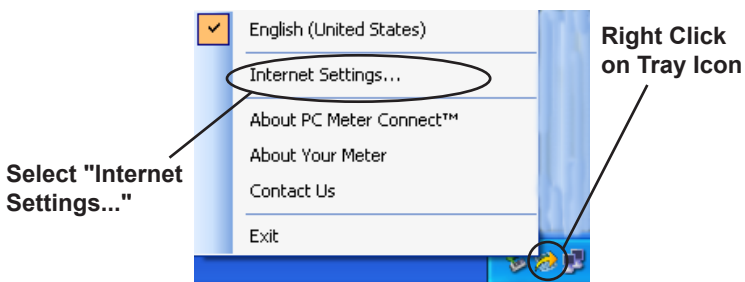 English (United States)
Right Click
on Tray Icon
Internet Settings...
About PC Meter Connect™
About Your Meter
Select "Internet
Settings..."
Contact Us
Exit